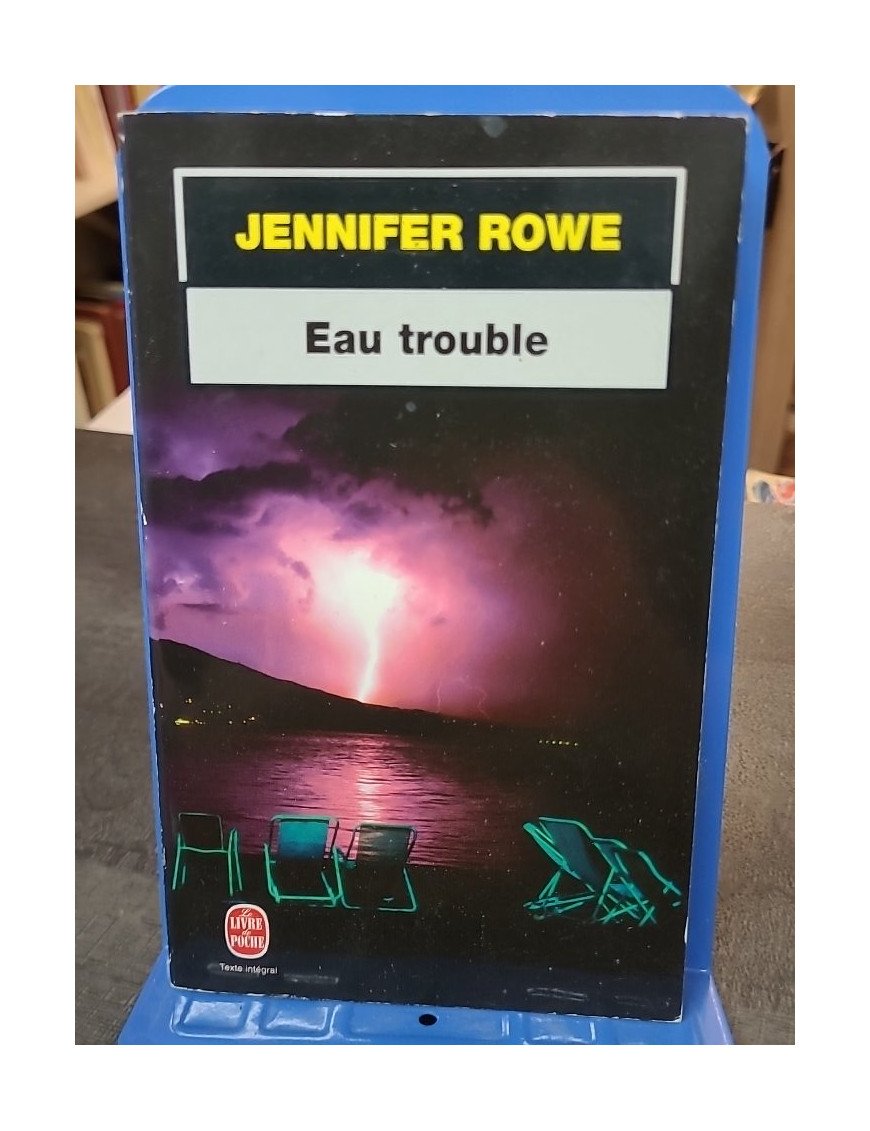 JENNIFER ROWE
Eau trouble
Le
LIVRE
de
POCHE
Texte intégral